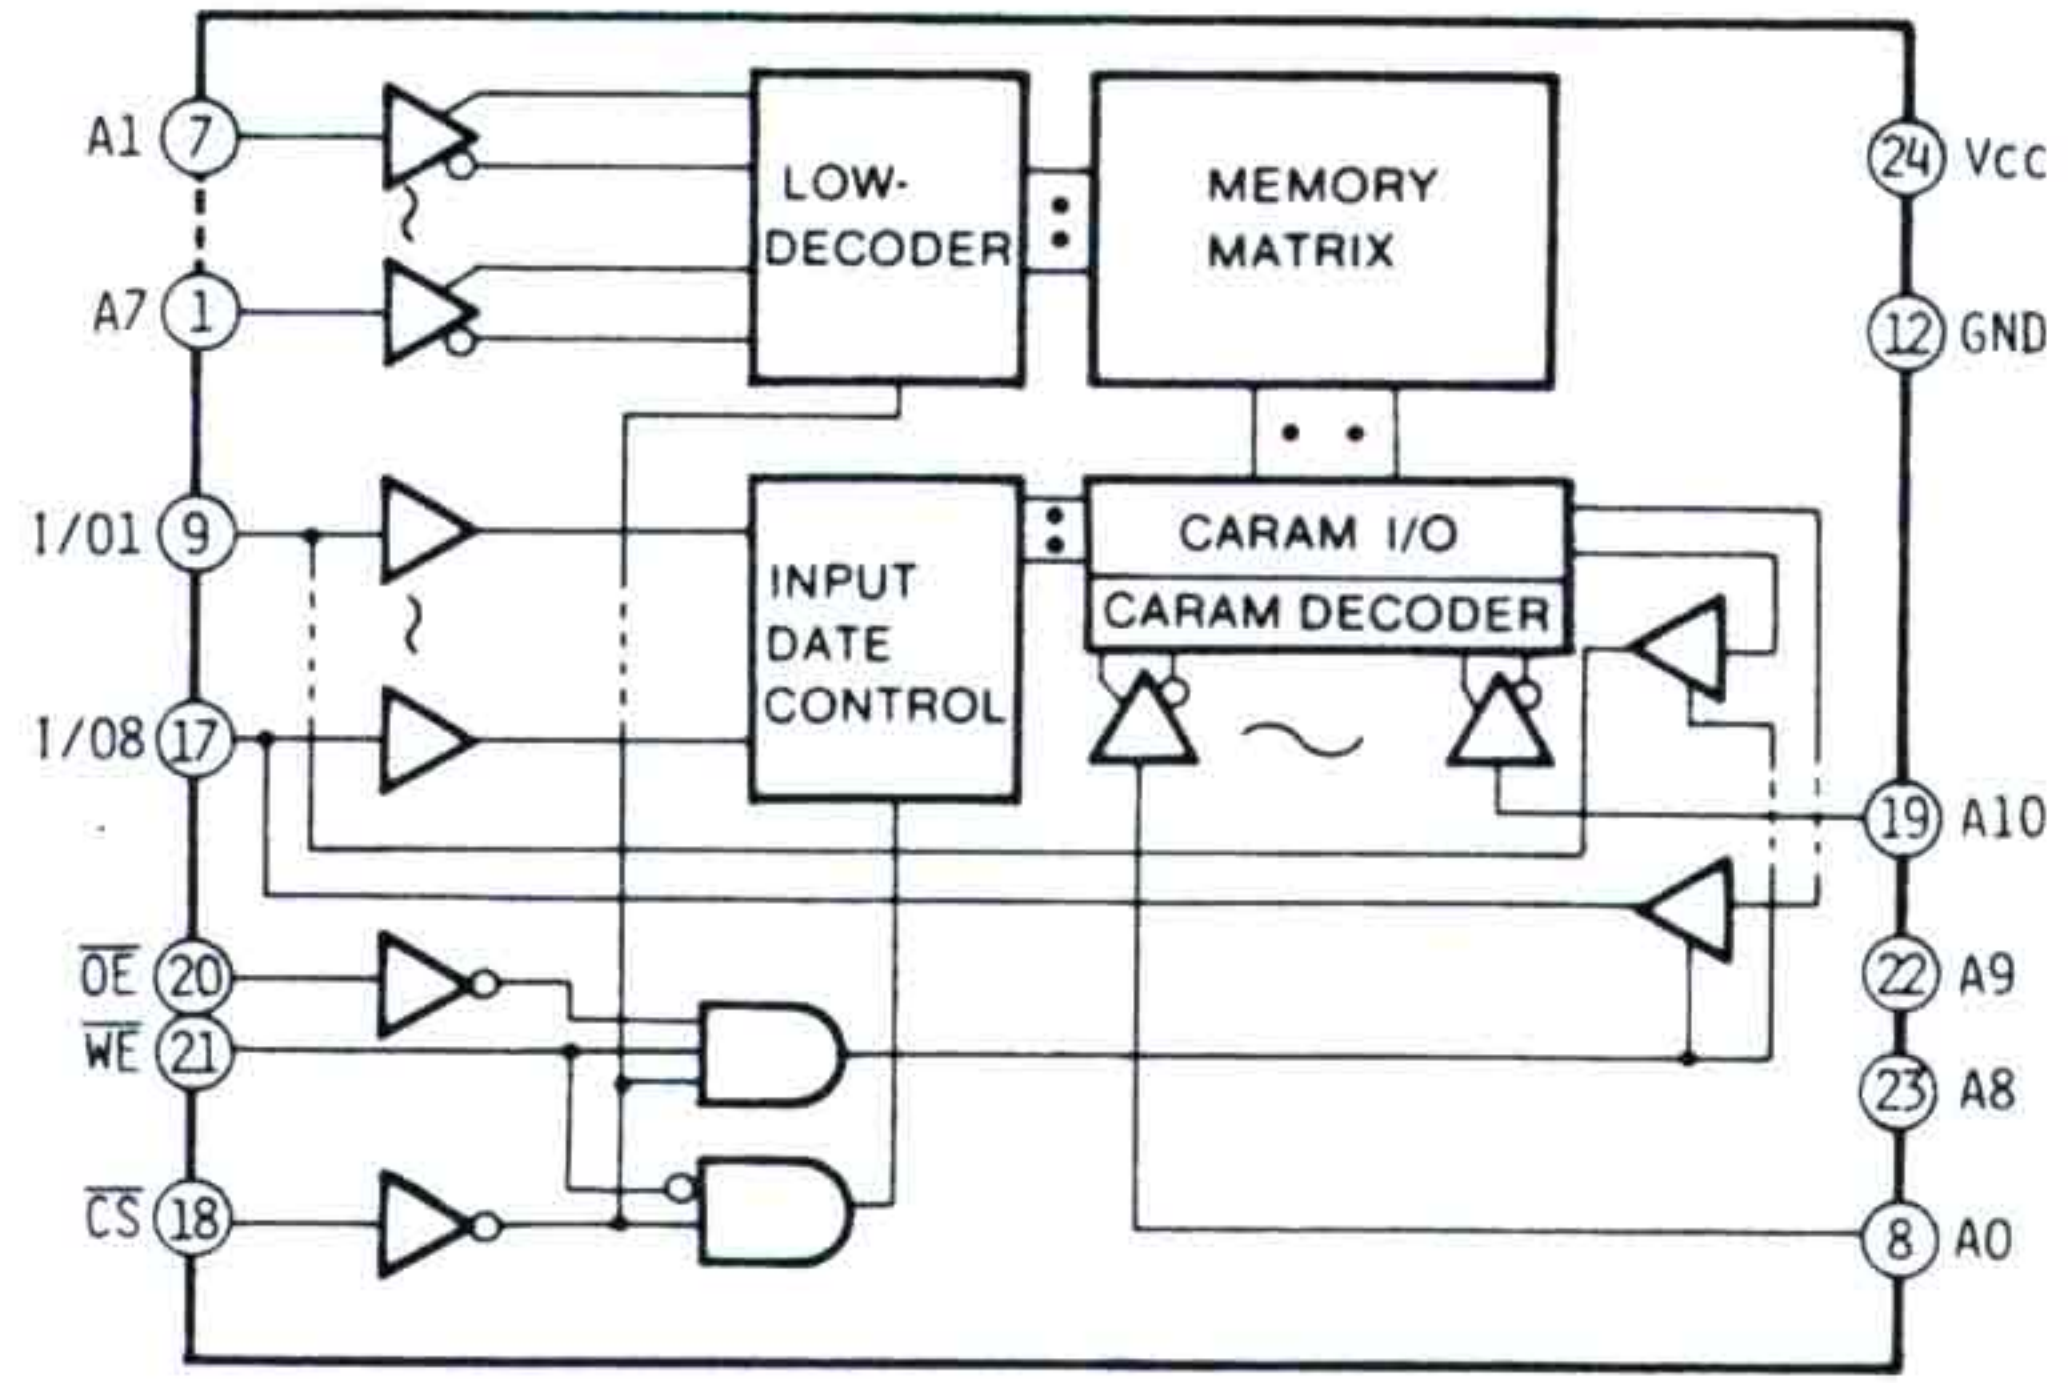 A1 7
A7 1
I/O1 9
I/O8 17
OE 20
WE 21
CS 18
LOW-
DECODER
MEMORY
MATRIX
INPUT
DATE
CONTROL
CARAM I/O
CARAM DECODER
24 VCC
12 GND
19 A10
22 A9
23 A8
8 A0